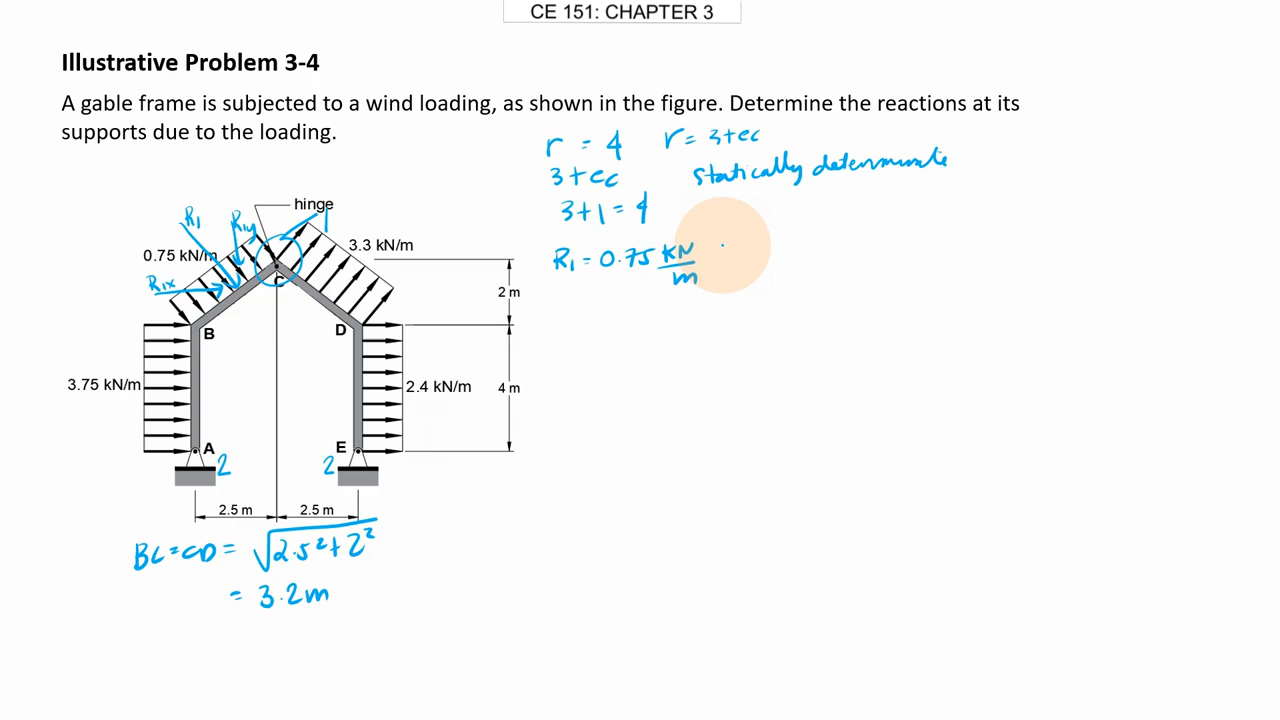 CE 151: CHAPTER 3
Illustrative Problem 3-4
A gable frame is subjected to a wind loading, as shown in the figure. Determine the reactions at its
supports due to the loading.
r = 4
r = 3+ec
3+ec
statically determinate
3+1 = 4
R1 = 0.75 kN/m
hinge
R1
R1y
1
0.75 kN/m
3.3 kN/m
R1x
C
2 m
B
D
3.75 kN/m
2.4 kN/m
4 m
A
E
2
2
2.5 m
2.5 m
BC=CD = √2.5²+2²
= 3.2m